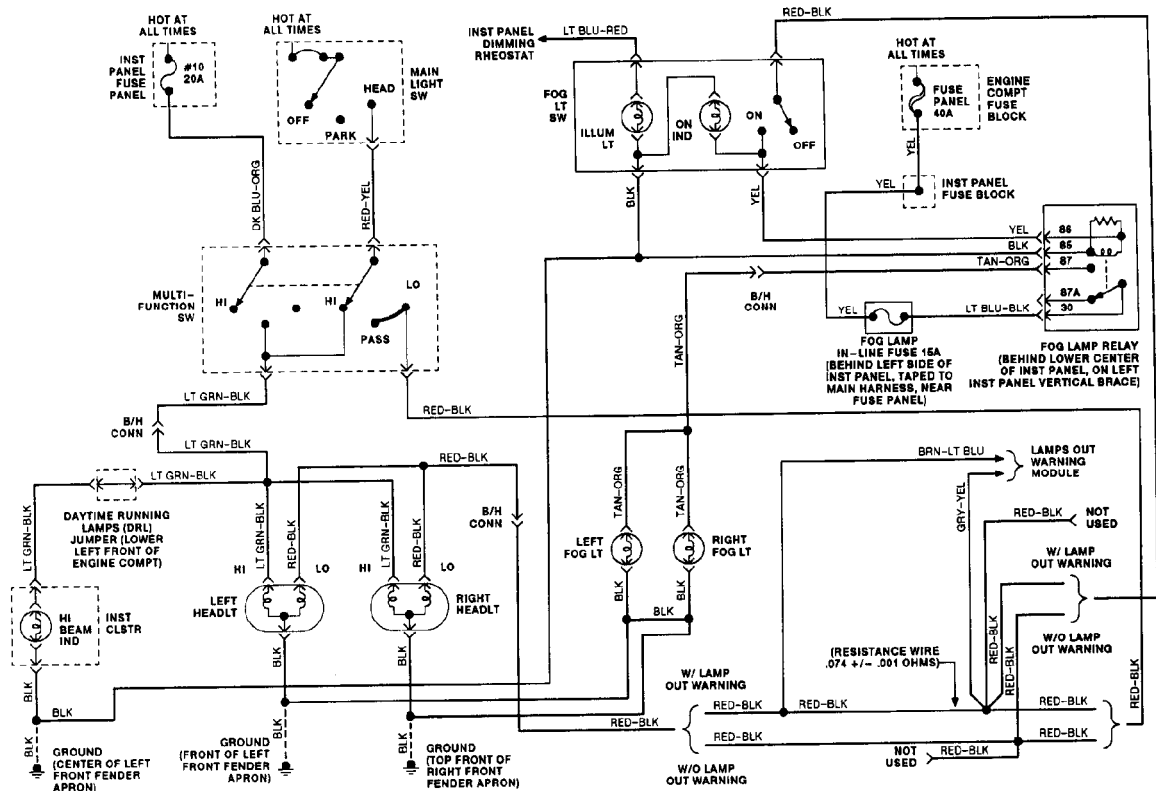 HOT AT
ALL TIMES
INST
PANEL
FUSE
PANEL
#10
20A
HOT AT
ALL TIMES
OFF
HEAD
PARK
MAIN
LIGHT
SW
DK BLU-ORG
RED-YEL
MULTI-
FUNCTION
SW
HI
HI
LO
PASS
LT GRN-BLK
RED-BLK
B/H
CONN
LT GRN-BLK
LT GRN-BLK
RED-BLK
B/H
CONN
DAYTIME RUNNING
LAMPS (DRL)
JUMPER (LOWER
LEFT FRONT OF
ENGINE COMPT)
LT GRN-BLK
LT GRN-BLK
RED-BLK
LT GRN-BLK
RED-BLK
HI
LO
HI
LO
LEFT
HEADLT
RIGHT
HEADLT
HI
BEAM
IND
INST
CLSTR
BLK
BLK
BLK
BLK
BLK
BLK
BLK
GROUND
(CENTER OF LEFT
FRONT FENDER
APRON)
GROUND
(FRONT OF LEFT
FRONT FENDER
APRON)
GROUND
(TOP FRONT OF
RIGHT FRONT
FENDER APRON)
INST PANEL
DIMMING
RHEOSTAT
LT BLU-RED
RED-BLK
FOG
LT
SW
ILLUM
LT
ON
IND
ON
OFF
BLK
YEL
HOT AT
ALL TIMES
FUSE
PANEL
40A
ENGINE
COMPT
FUSE
BLOCK
YEL
YEL
INST PANEL
FUSE BLOCK
YEL
BLK
TAN-ORG
86
85
87
87A
30
B/H
CONN
YEL
LT BLU-BLK
FOG LAMP
IN-LINE FUSE 15A
(BEHIND LEFT SIDE OF
INST PANEL, TAPED TO
MAIN HARNESS, NEAR
FUSE PANEL)
FOG LAMP RELAY
(BEHIND LOWER CENTER
OF INST PANEL, ON LEFT
INST PANEL VERTICAL BRACE)
TAN-ORG
TAN-ORG
TAN-ORG
LEFT
FOG LT
RIGHT
FOG LT
BLK
BLK
BLK
BRN-LT BLU
LAMPS OUT
WARNING
MODULE
GRY-YEL
RED-BLK
NOT
USED
W/ LAMP
OUT WARNING
W/O LAMP
OUT WARNING
RED-BLK
RED-BLK
RED-BLK
(RESISTANCE WIRE
.074 +/- .001 OHMS)
W/ LAMP
OUT WARNING
RED-BLK
RED-BLK
RED-BLK
RED-BLK
RED-BLK
RED-BLK
RED-BLK
W/O LAMP
OUT WARNING
NOT
USED
RED-BLK